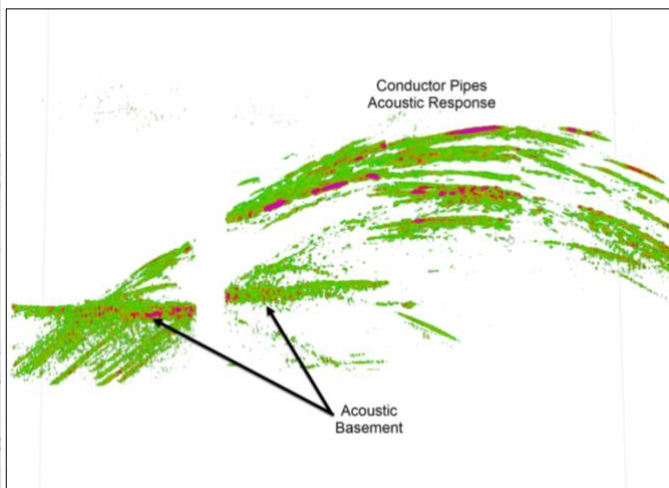 Conductor Pipes
Acoustic Response
Acoustic
Basement